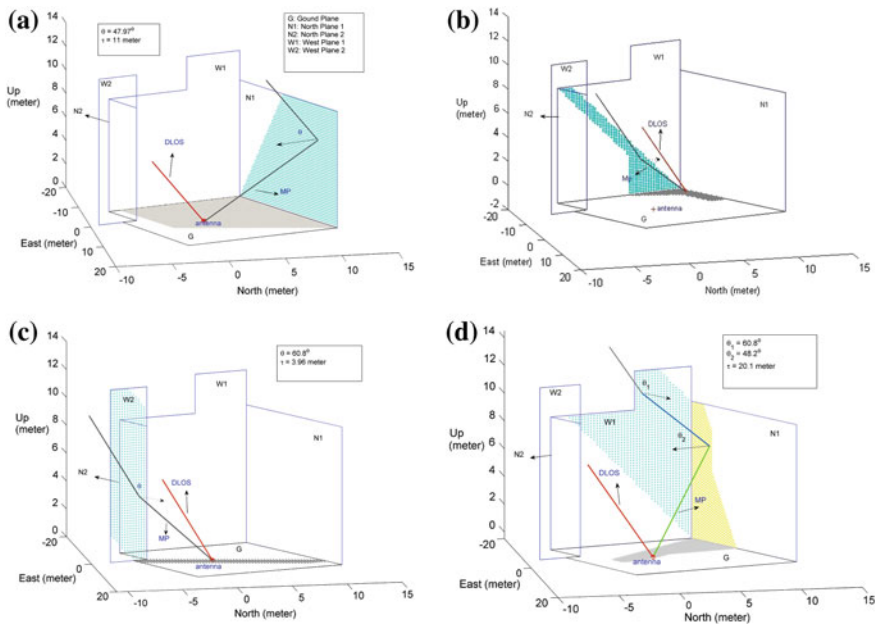 (a)
θ = 47.97⁰
τ = 11 meter
G: Gound Plane
N1: North Plane 1
N2: North Plane 2
W1: West Plane 1
W2: West Plane 2
14
12
10
8
6
4
2
0
Up
(meter)
W2
W1
N1
N2
DLOS
θ
MP
antenna
G
-20
-10
0
10
20
East (meter)
-10
-5
0
5
10
15
North (meter)
(b)
14
12
10
8
6
4
2
0
-2
Up
(meter)
W2
W1
N1
N2
DLOS
MP
antenna
G
-20
-10
0
10
20
East (meter)
-10
-5
0
5
10
15
North (meter)
(c)
θ = 60.8⁰
τ = 3.96 meter
14
12
10
8
6
4
2
0
Up
(meter)
W2
W1
N1
N2
θ
DLOS
MP
G
antenna
-20
0
20
East (meter)
-10
-5
0
5
10
15
North (meter)
(d)
θ₁ = 60.8⁰
θ₂ = 48.2⁰
τ = 20.1 meter
14
12
10
8
6
4
2
0
Up
(meter)
W2
θ₁
W1
N1
N2
θ₂
DLOS
MP
G
antenna
-20
0
20
East (meter)
-10
-5
0
5
10
15
North (meter)